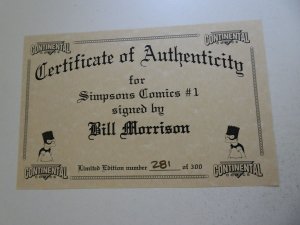 CONTINENTAL CONTINENTAL
Certificate of Authenticity
for
Simpsons Comics #1
signed by
Bill Morrison
CONTINENTAL CONTINENTAL
Limited Edition number 281 of 300